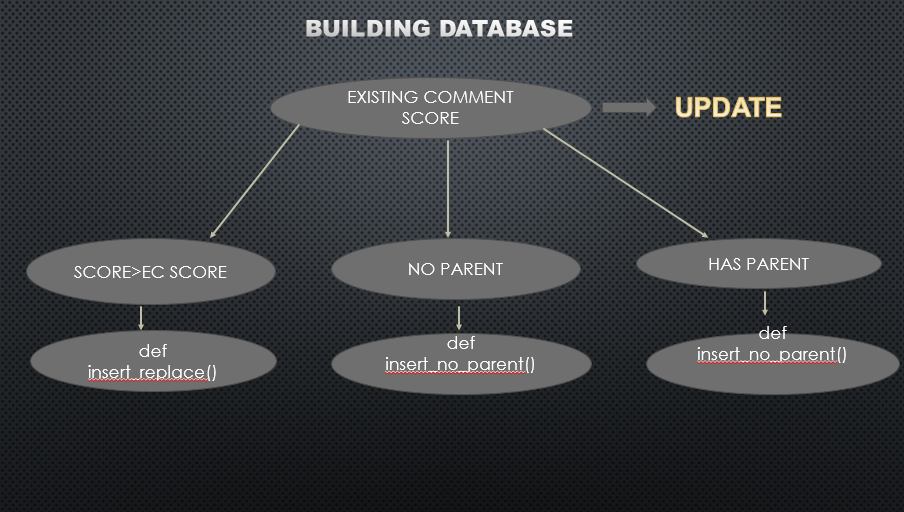 BUILDING DATABASE
EXISTING COMMENT
SCORE
UPDATE
SCORE>EC SCORE
NO PARENT
HAS PARENT
def
insert_replace()
def
insert_no_parent()
def
insert_no_parent()